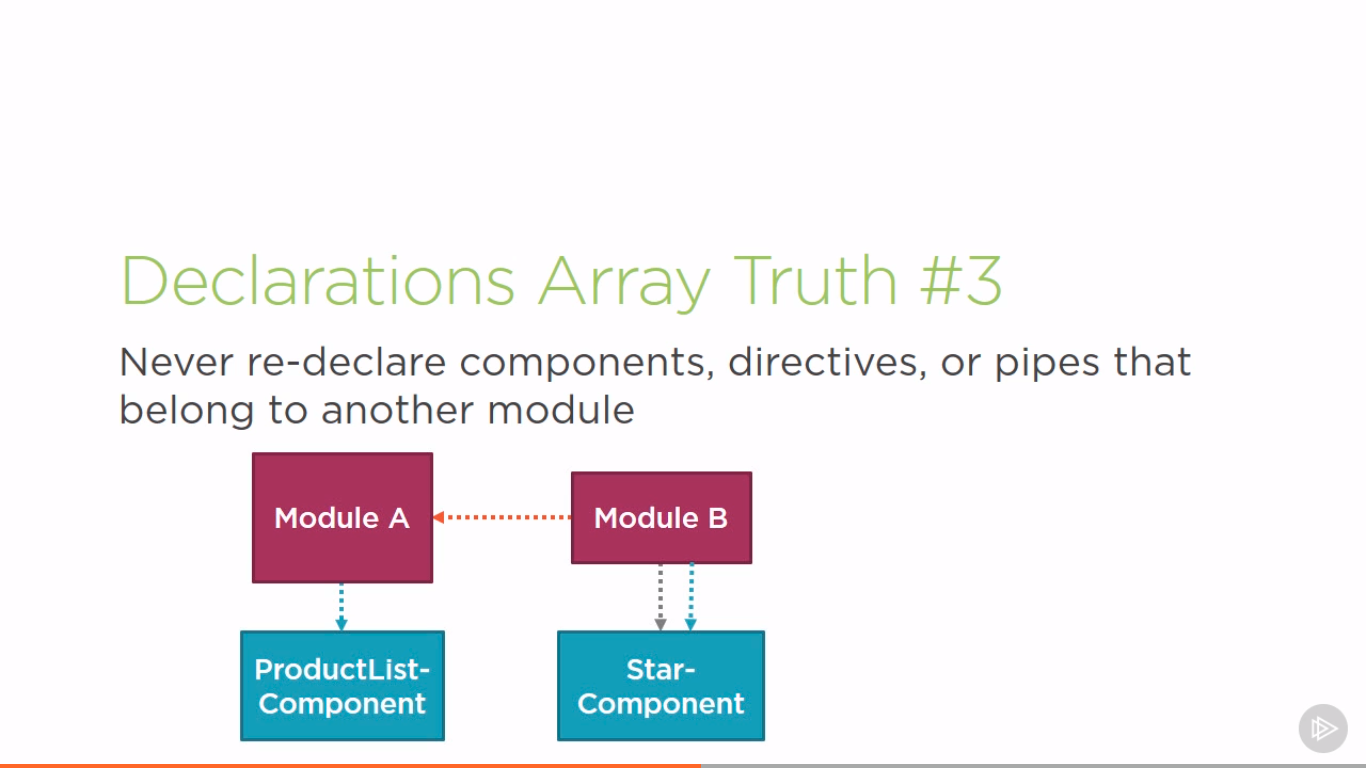 Declarations Array Truth #3
Never re-declare components, directives, or pipes that
belong to another module
Module A
Module B
ProductList-
Component
Star-
Component